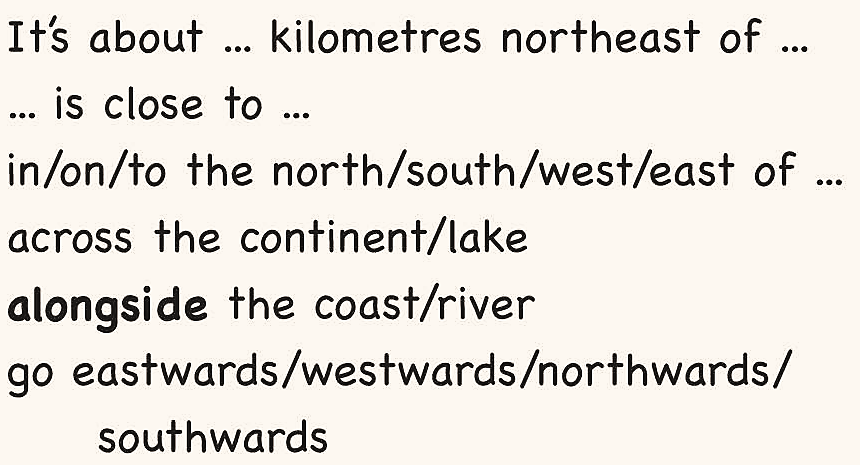 It's about ... kilometres northeast of ...
... is close to ...
in/on/to the north/south/west/east of ...
across the continent/lake
alongside the coast/river
go eastwards/westwards/northwards/
southwards